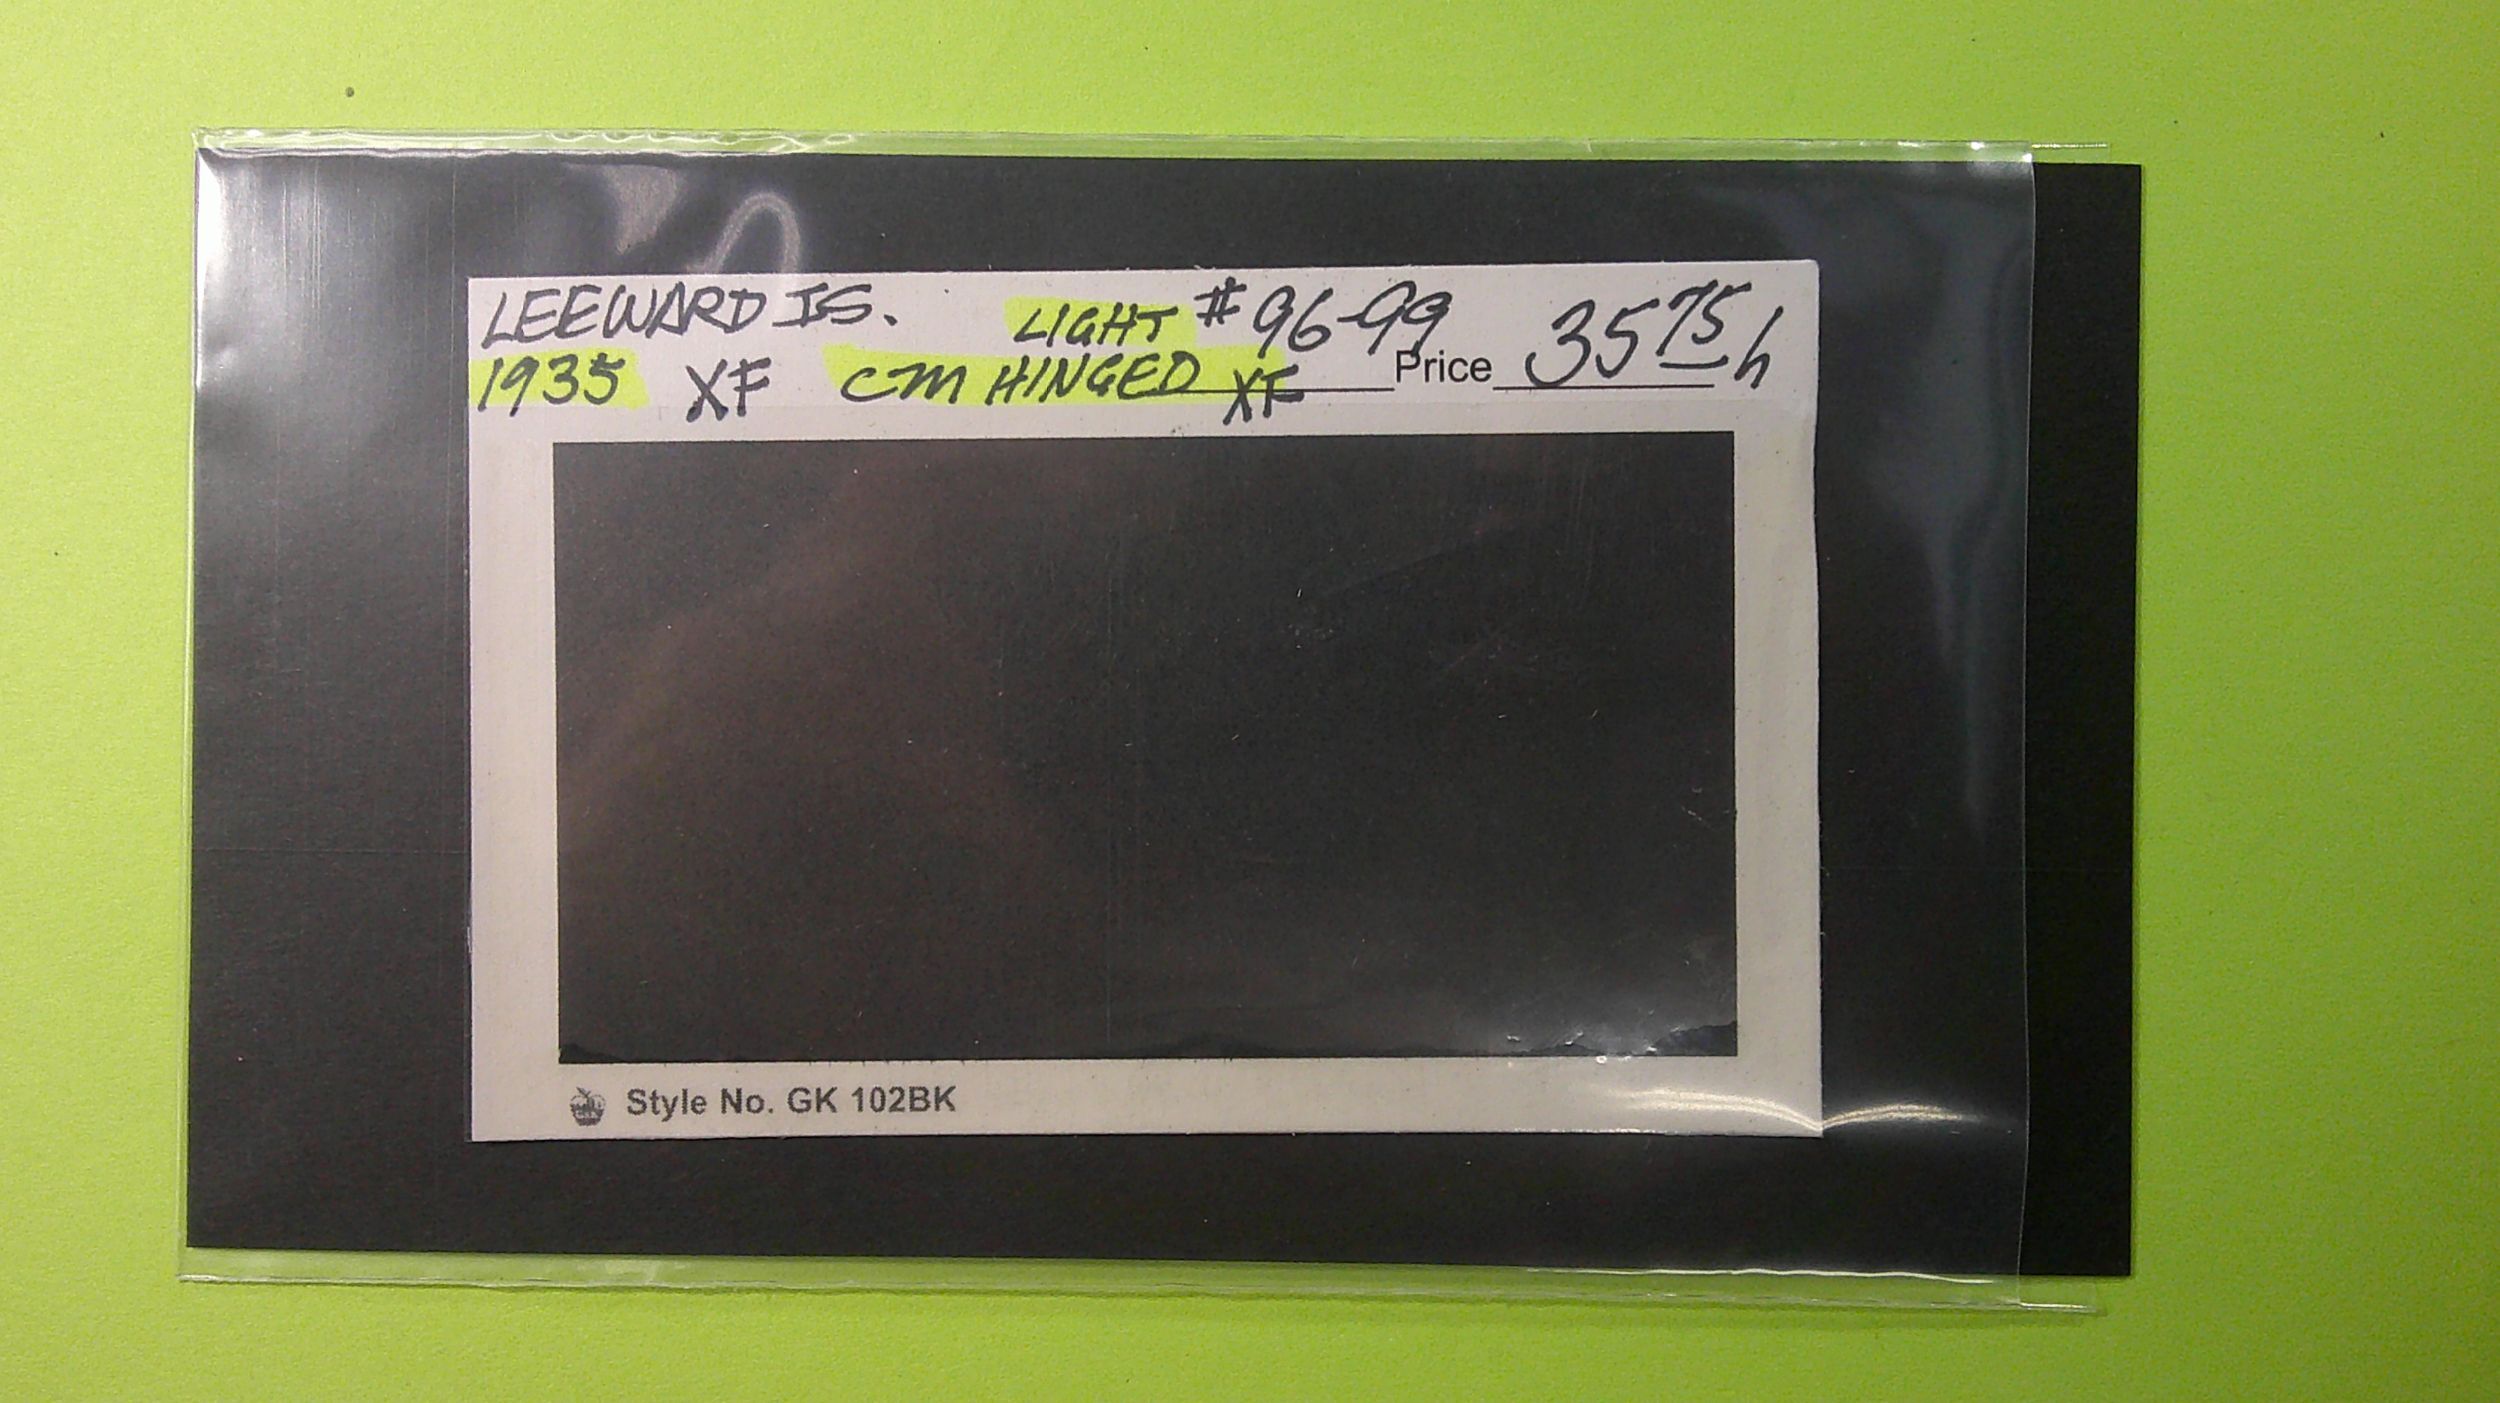 LEEWARD IS. LIGHT # 96-99 Price 35 75 h
1935 XF CM HINGED XF
Style No. GK 102BK